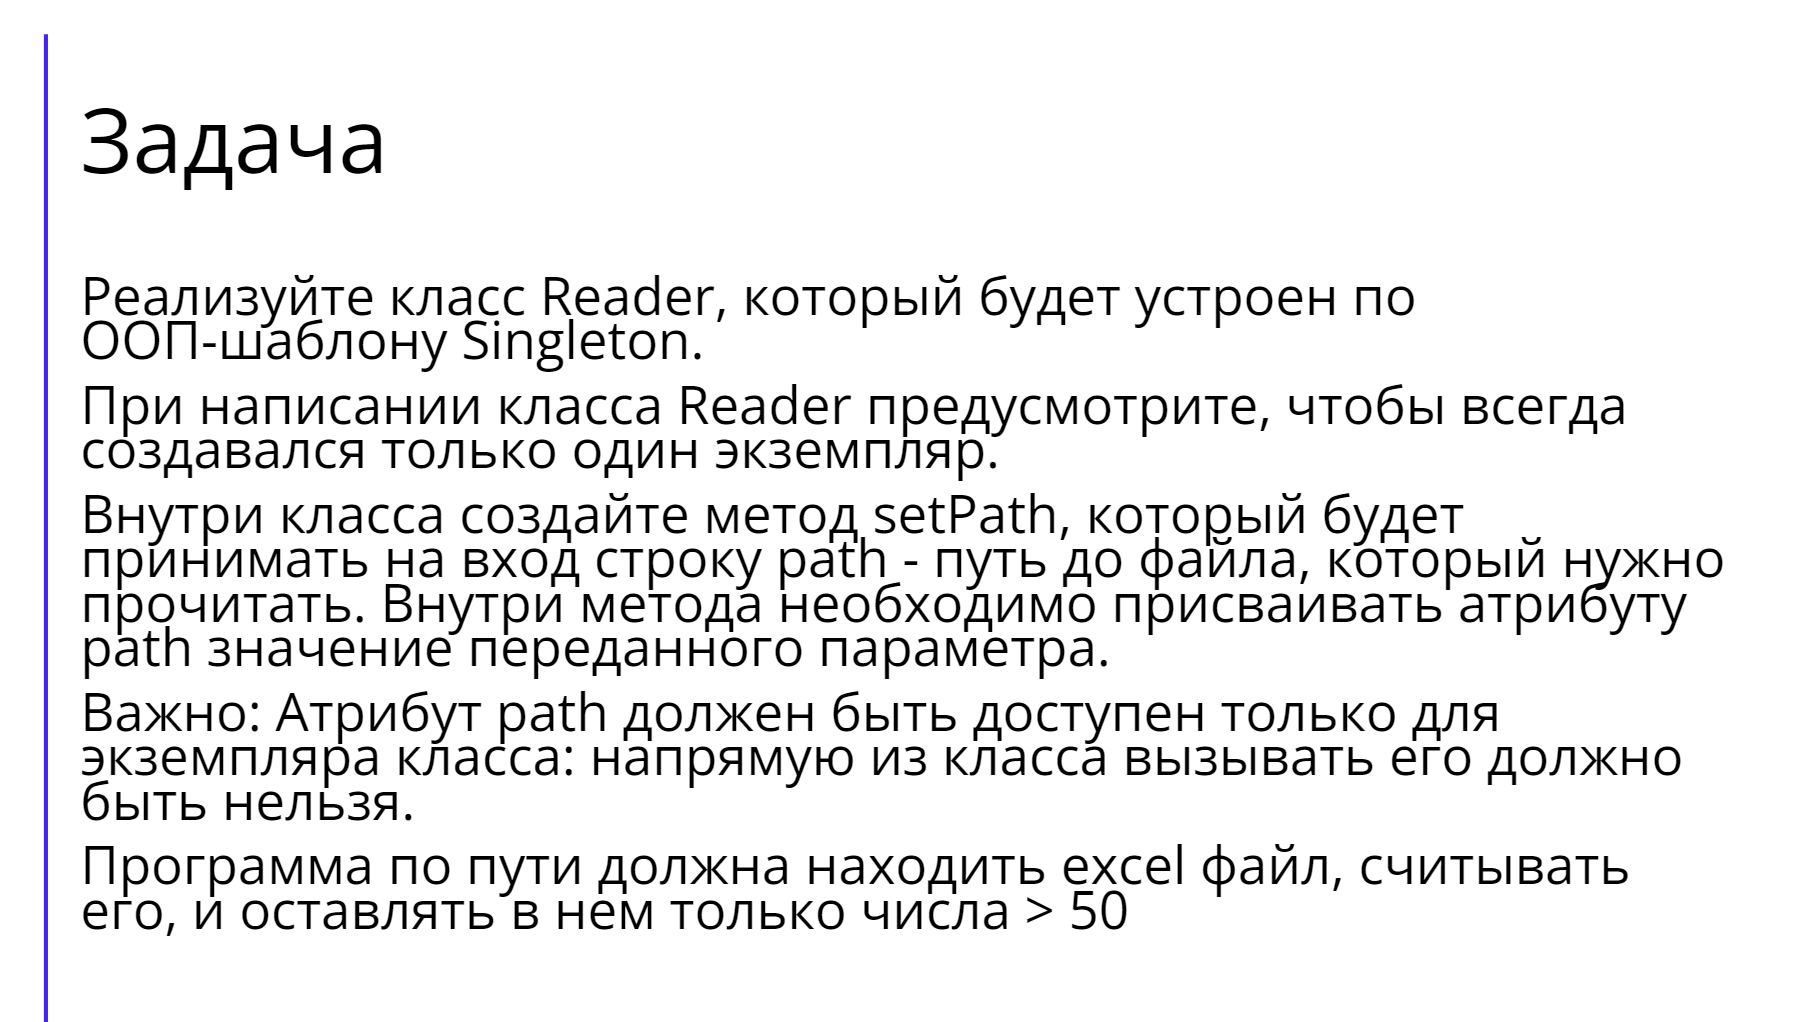 Задача
Реализуйте класс Reader, который будет устроен по
ООП-шаблону Singleton.
При написании класса Reader предусмотрите, чтобы всегда
создавался только один экземпляр.
Внутри класса создайте метод setPath, который будет
принимать на вход строку path - путь до файла, который нужно
прочитать. Внутри метода необходимо присваивать атрибуту
path значение переданного параметра.
Важно: Атрибут path должен быть доступен только для
экземпляра класса: напрямую из класса вызывать его должно
быть нельзя.
Программа по пути должна находить excel файл, считывать
его, и оставлять в нем только числа > 50